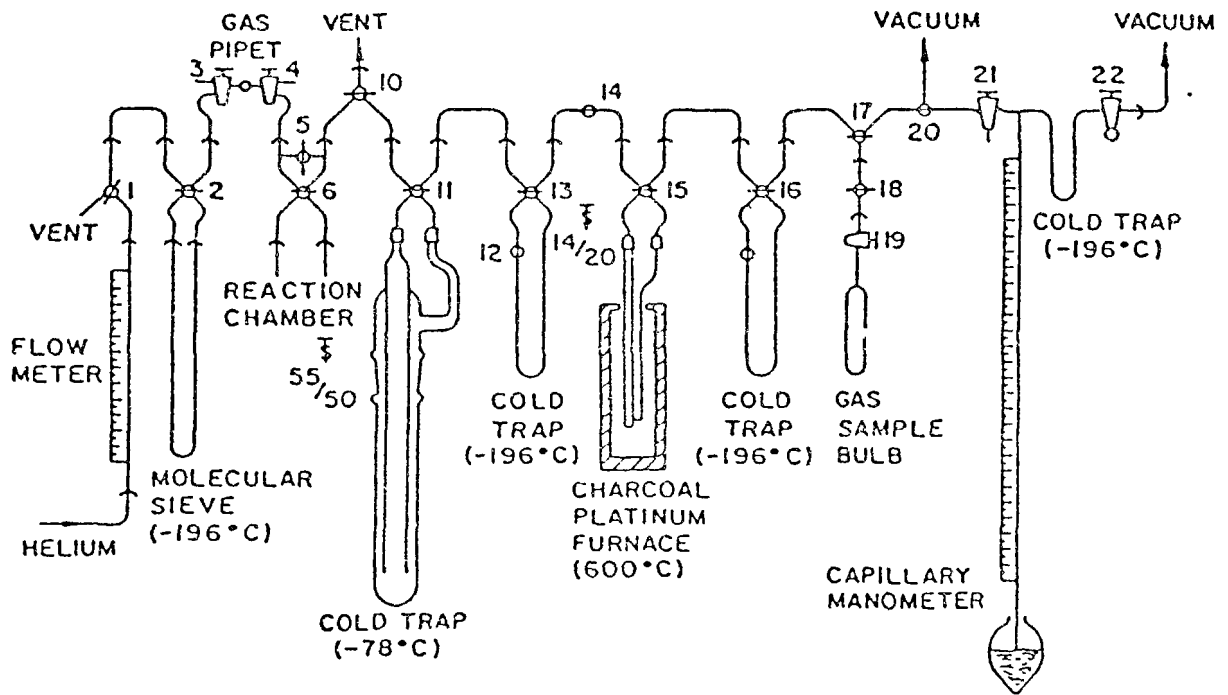 GAS
PIPET
3
4
VENT
10
VACUUM
VACUUM
21
22
14
17
20
5
1
2
6
11
13
15
16
18
VENT
12
14/20
19
COLD TRAP
(-196°C)
REACTION
CHAMBER
FLOW
METER
55/50
COLD
TRAP
(-196°C)
COLD
TRAP
(-196°C)
GAS
SAMPLE
BULB
MOLECULAR
SIEVE
(-196°C)
CHARCOAL
PLATINUM
FURNACE
(600°C)
HELIUM
CAPILLARY
MANOMETER
COLD TRAP
(-78°C)